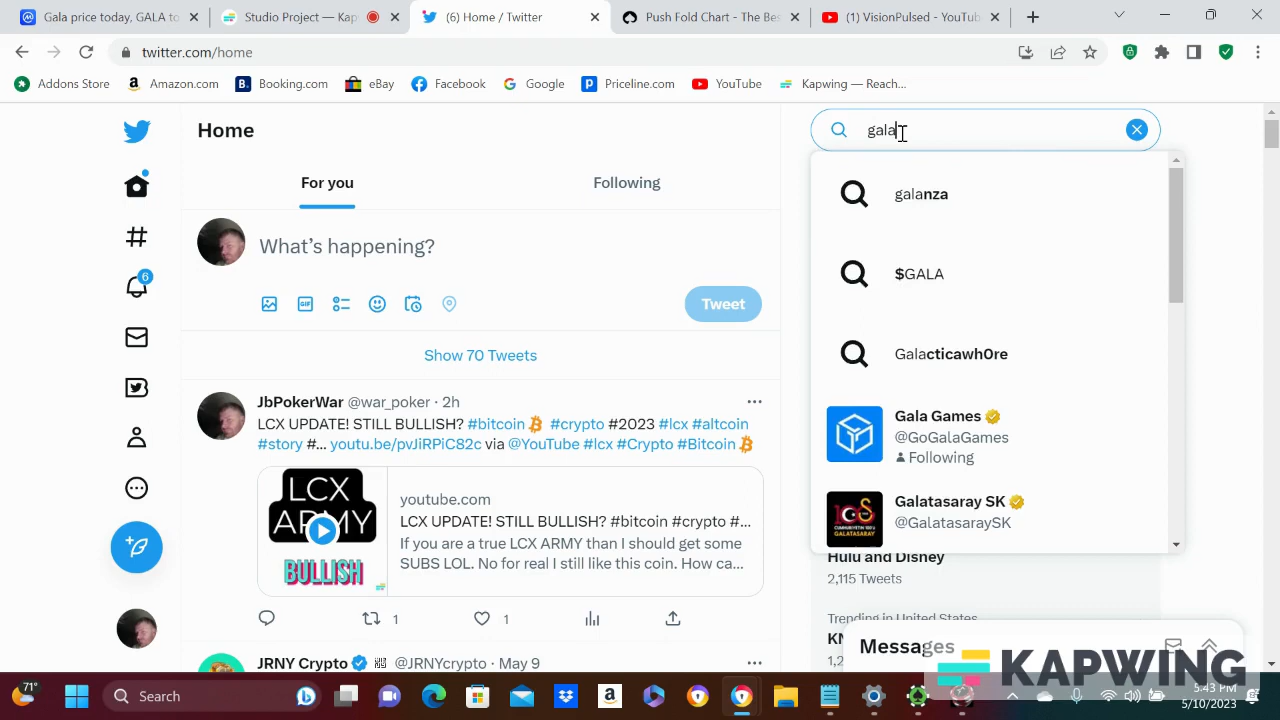 Gala price today, GALA to
Studio Project - Kapw
(6) Home / Twitter
Push Fold Chart - The Bes
(1) VisionPulsed - YouTub
twitter.com/home
Addons Store
Amazon.com
Booking.com
eBay
Facebook
Google
Priceline.com
YouTube
Kapwing — Reach...
Home
gala
For you
Following
What's happening?
GIF
Tweet
galanza
$GALA
Galacticawh0re
Gala Games
@GoGalaGames
Following
Galatasaray SK
@GalatasaraySK
6
Show 70 Tweets
JbPokerWar @war_poker · 2h
LCX UPDATE! STILL BULLISH? #bitcoin #crypto #2023 #lcx #altcoin
#story #... youtu.be/pvJiRPiC82c via @YouTube #lcx #Crypto #Bitcoin
LCX
ARMY
BULLISH
youtube.com
LCX UPDATE! STILL BULLISH? #bitcoin #crypto #...
If you are a true LCX ARMY than I should get some
SUBS LOL. No for real I still like this coin. How ca...
1
1
JRNY Crypto @JRNYcrypto · May 9
Hulu and Disney
2,115 Tweets
Trending in United States
Messages
KAPWING
71°
Search
5:43 PM
5/10/2023